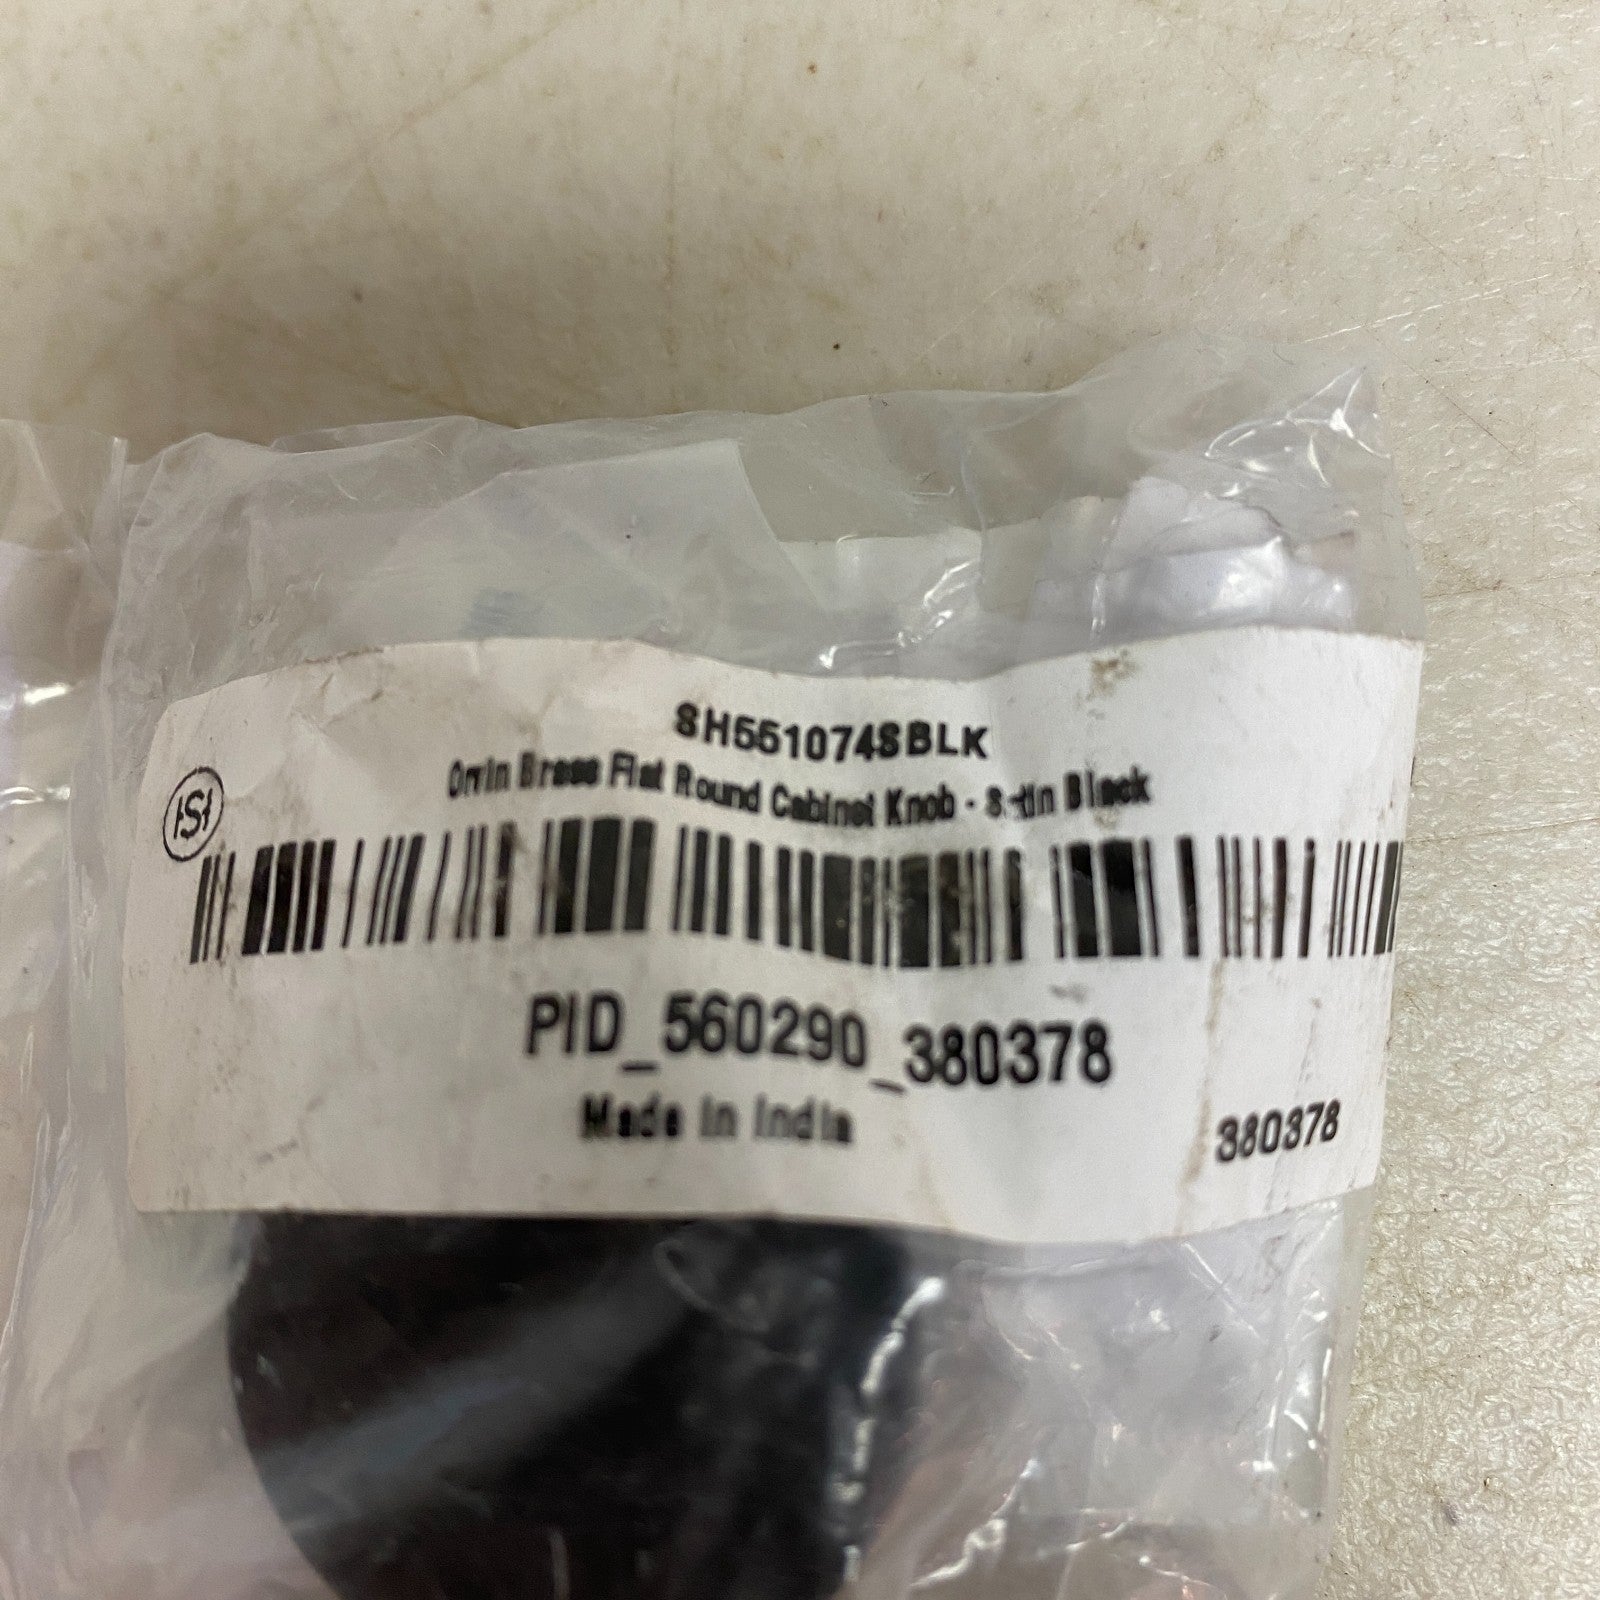 SH551074SBLK
Orvin Brass Flat Round Cabinet Knob - Satin Black
PID_560290_380378
Made in India
380378